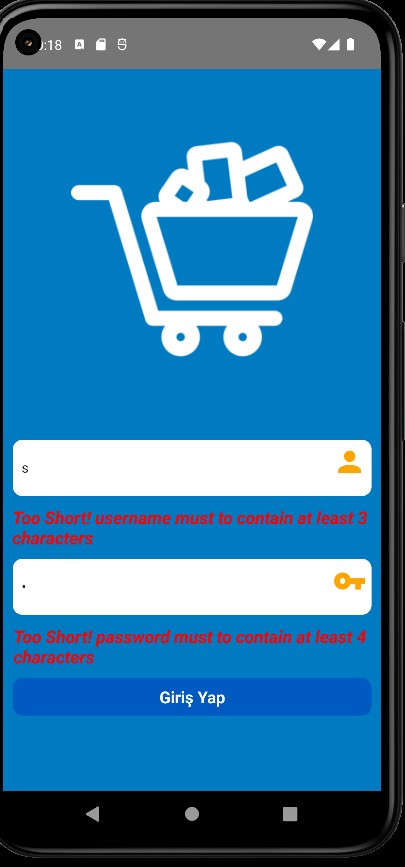 :18
s
Too Short! username must to contain at least 3
characters
Too Short! password must to contain at least 4
characters
Giriş Yap